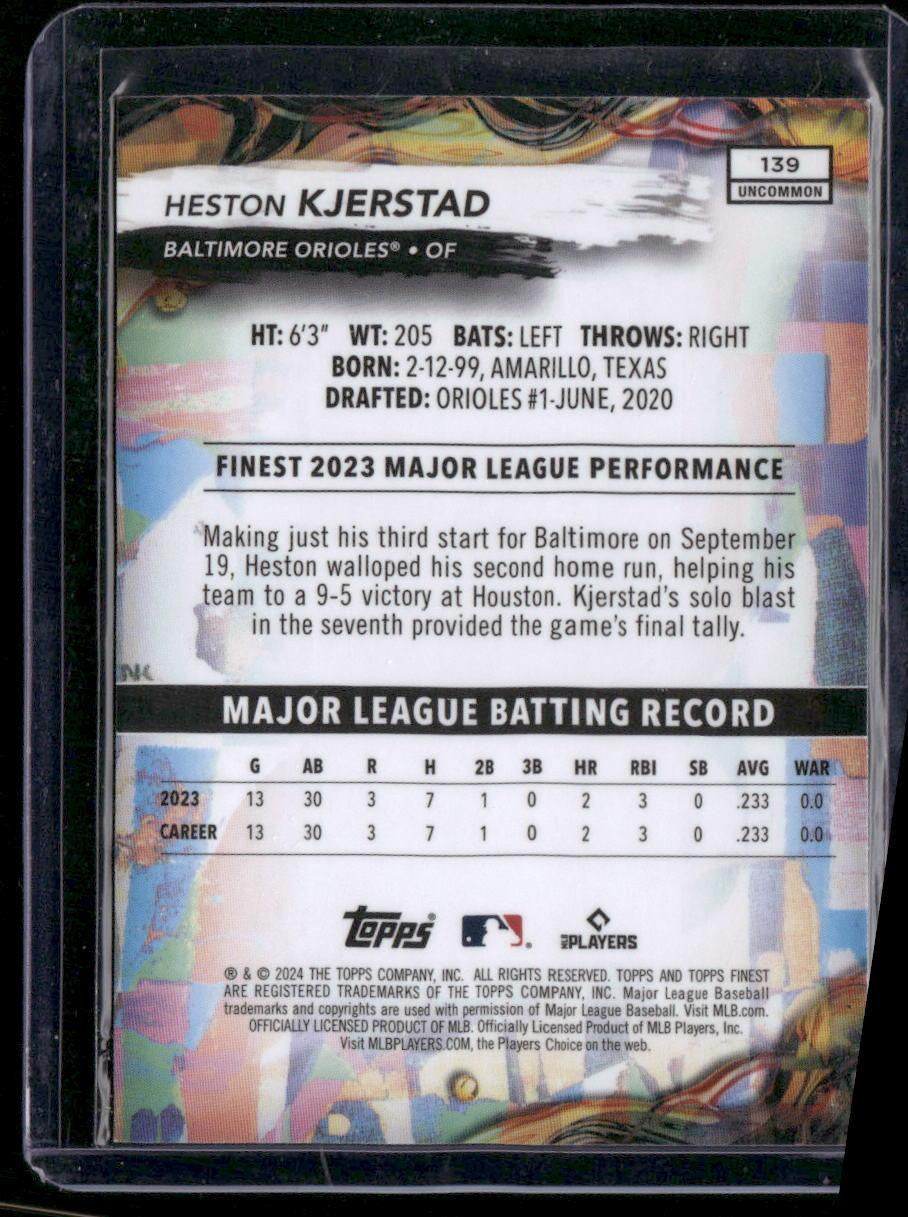 139
UNCOMMON
HESTON KJERSTAD
BALTIMORE ORIOLES® • OF
HT: 6'3" WT: 205 BATS: LEFT THROWS: RIGHT
BORN: 2-12-99, AMARILLO, TEXAS
DRAFTED: ORIOLES #1-JUNE, 2020
FINEST 2023 MAJOR LEAGUE PERFORMANCE
Making just his third start for Baltimore on September
19, Heston walloped his second home run, helping his
team to a 9-5 victory at Houston. Kjerstad's solo blast
in the seventh provided the game's final tally.
MAJOR LEAGUE BATTING RECORD
G AB R H 2B 3B HR RBI SB AVG WAR
2023 13 30 3 7 1 0 2 3 0 .233 0.0
CAREER 13 30 3 7 1 0 2 3 0 .233 0.0
Topps® . PLAYERS
® & © 2024 THE TOPPS COMPANY, INC. ALL RIGHTS RESERVED. TOPPS AND TOPPS FINEST
ARE REGISTERED TRADEMARKS OF THE TOPPS COMPANY, INC. Major League Baseball
trademarks and copyrights are used with permission of Major League Baseball. Visit MLB.com.
OFFICIALLY LICENSED PRODUCT OF MLB. Officially Licensed Product of MLB Players, Inc.
Visit MLBPLAYERS.COM, the Players Choice on the web.